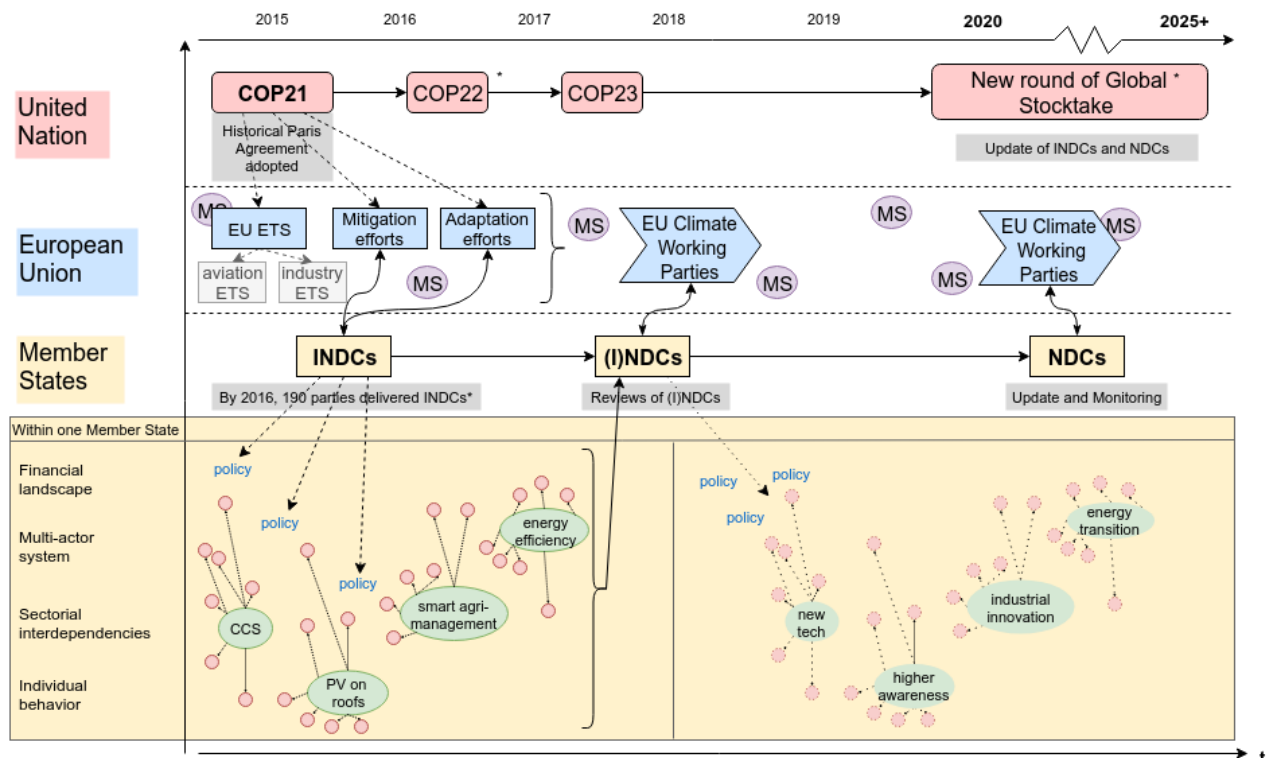 2015 2016 2017 2018 2019 2020 2025+
United
Nation
COP21
COP22 *
COP23
New round of Global *
Stocktake
Historical Paris
Agreement
adopted
Update of INDCs and NDCs
European
Union
MS
EU ETS
Mitigation
efforts
Adaptation
efforts
MS
EU Climate
Working
Parties
MS
EU Climate
Working
Parties
MS
aviation
ETS
industry
ETS
MS
MS
MS
Member
States
INDCs
(I)NDCs
NDCs
By 2016, 190 parties delivered INDCs*
Reviews of (I)NDCs
Update and Monitoring
Within one Member State
Financial
landscape
Multi-actor
system
Sectorial
interdependencies
Individual
behavior
policy
policy
policy
CCS
PV on
roofs
smart agri-
management
energy
efficiency
policy
policy
policy
new
tech
higher
awareness
industrial
innovation
energy
transition
t